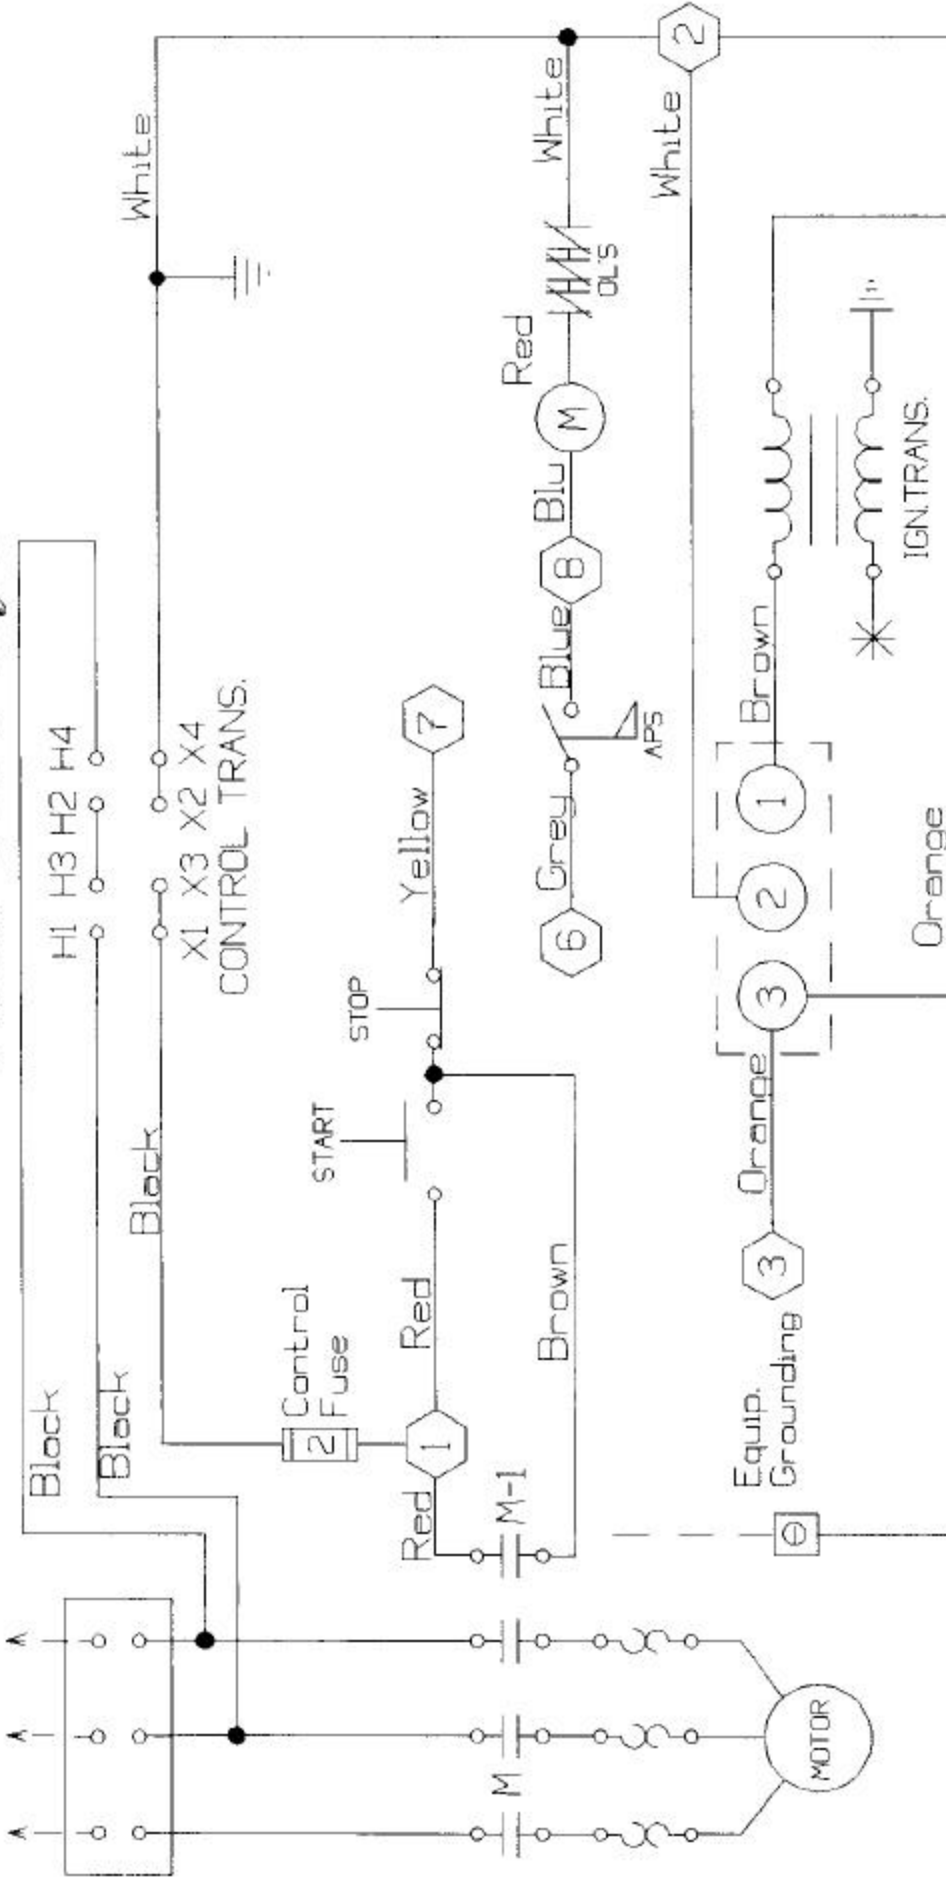 Black
Black
H1 H3 H2 H4
X1 X3 X2 X4
CONTROL TRANS.
Black
White
2
Control
Fuse
Red
1
Red
START
STOP
Yellow
7
M-1
Brown
6
Grey
APS
Blue
8
Blu
M
Red
OL'S
White
2
White
M
MOTOR
Equip.
Grounding
3
Orange
3
2
1
Brown
IGN.TRANS.
Orange